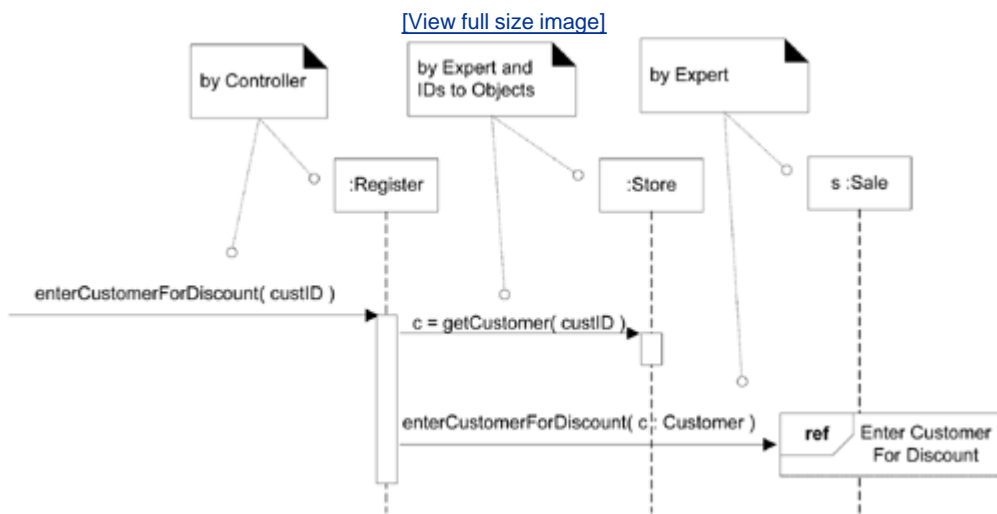 [View full size image]
by Controller
by Expert and
IDs to Objects
by Expert
:Register
:Store
s :Sale
enterCustomerForDiscount( custID )
c = getCustomer( custID )
enterCustomerForDiscount( c : Customer )
ref
Enter Customer
For Discount